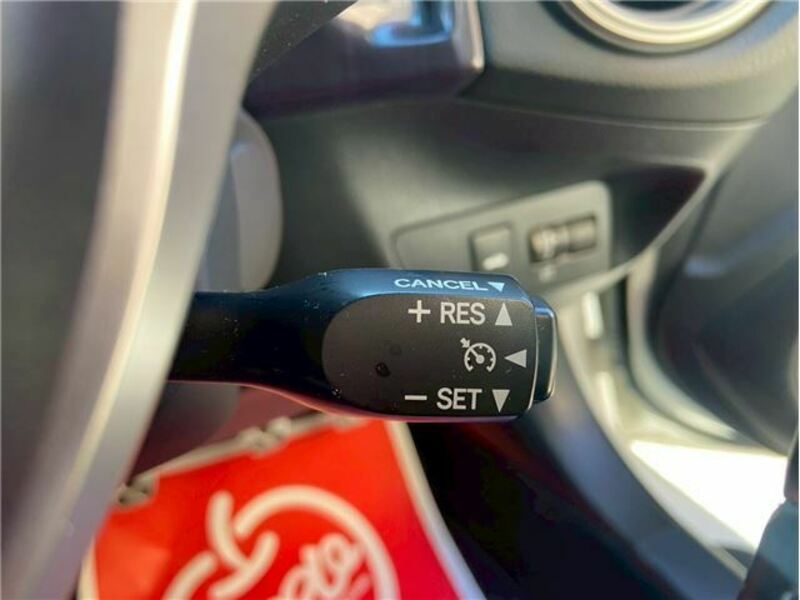 CANCEL▼
+ RES ▲
◀
− SET ▼